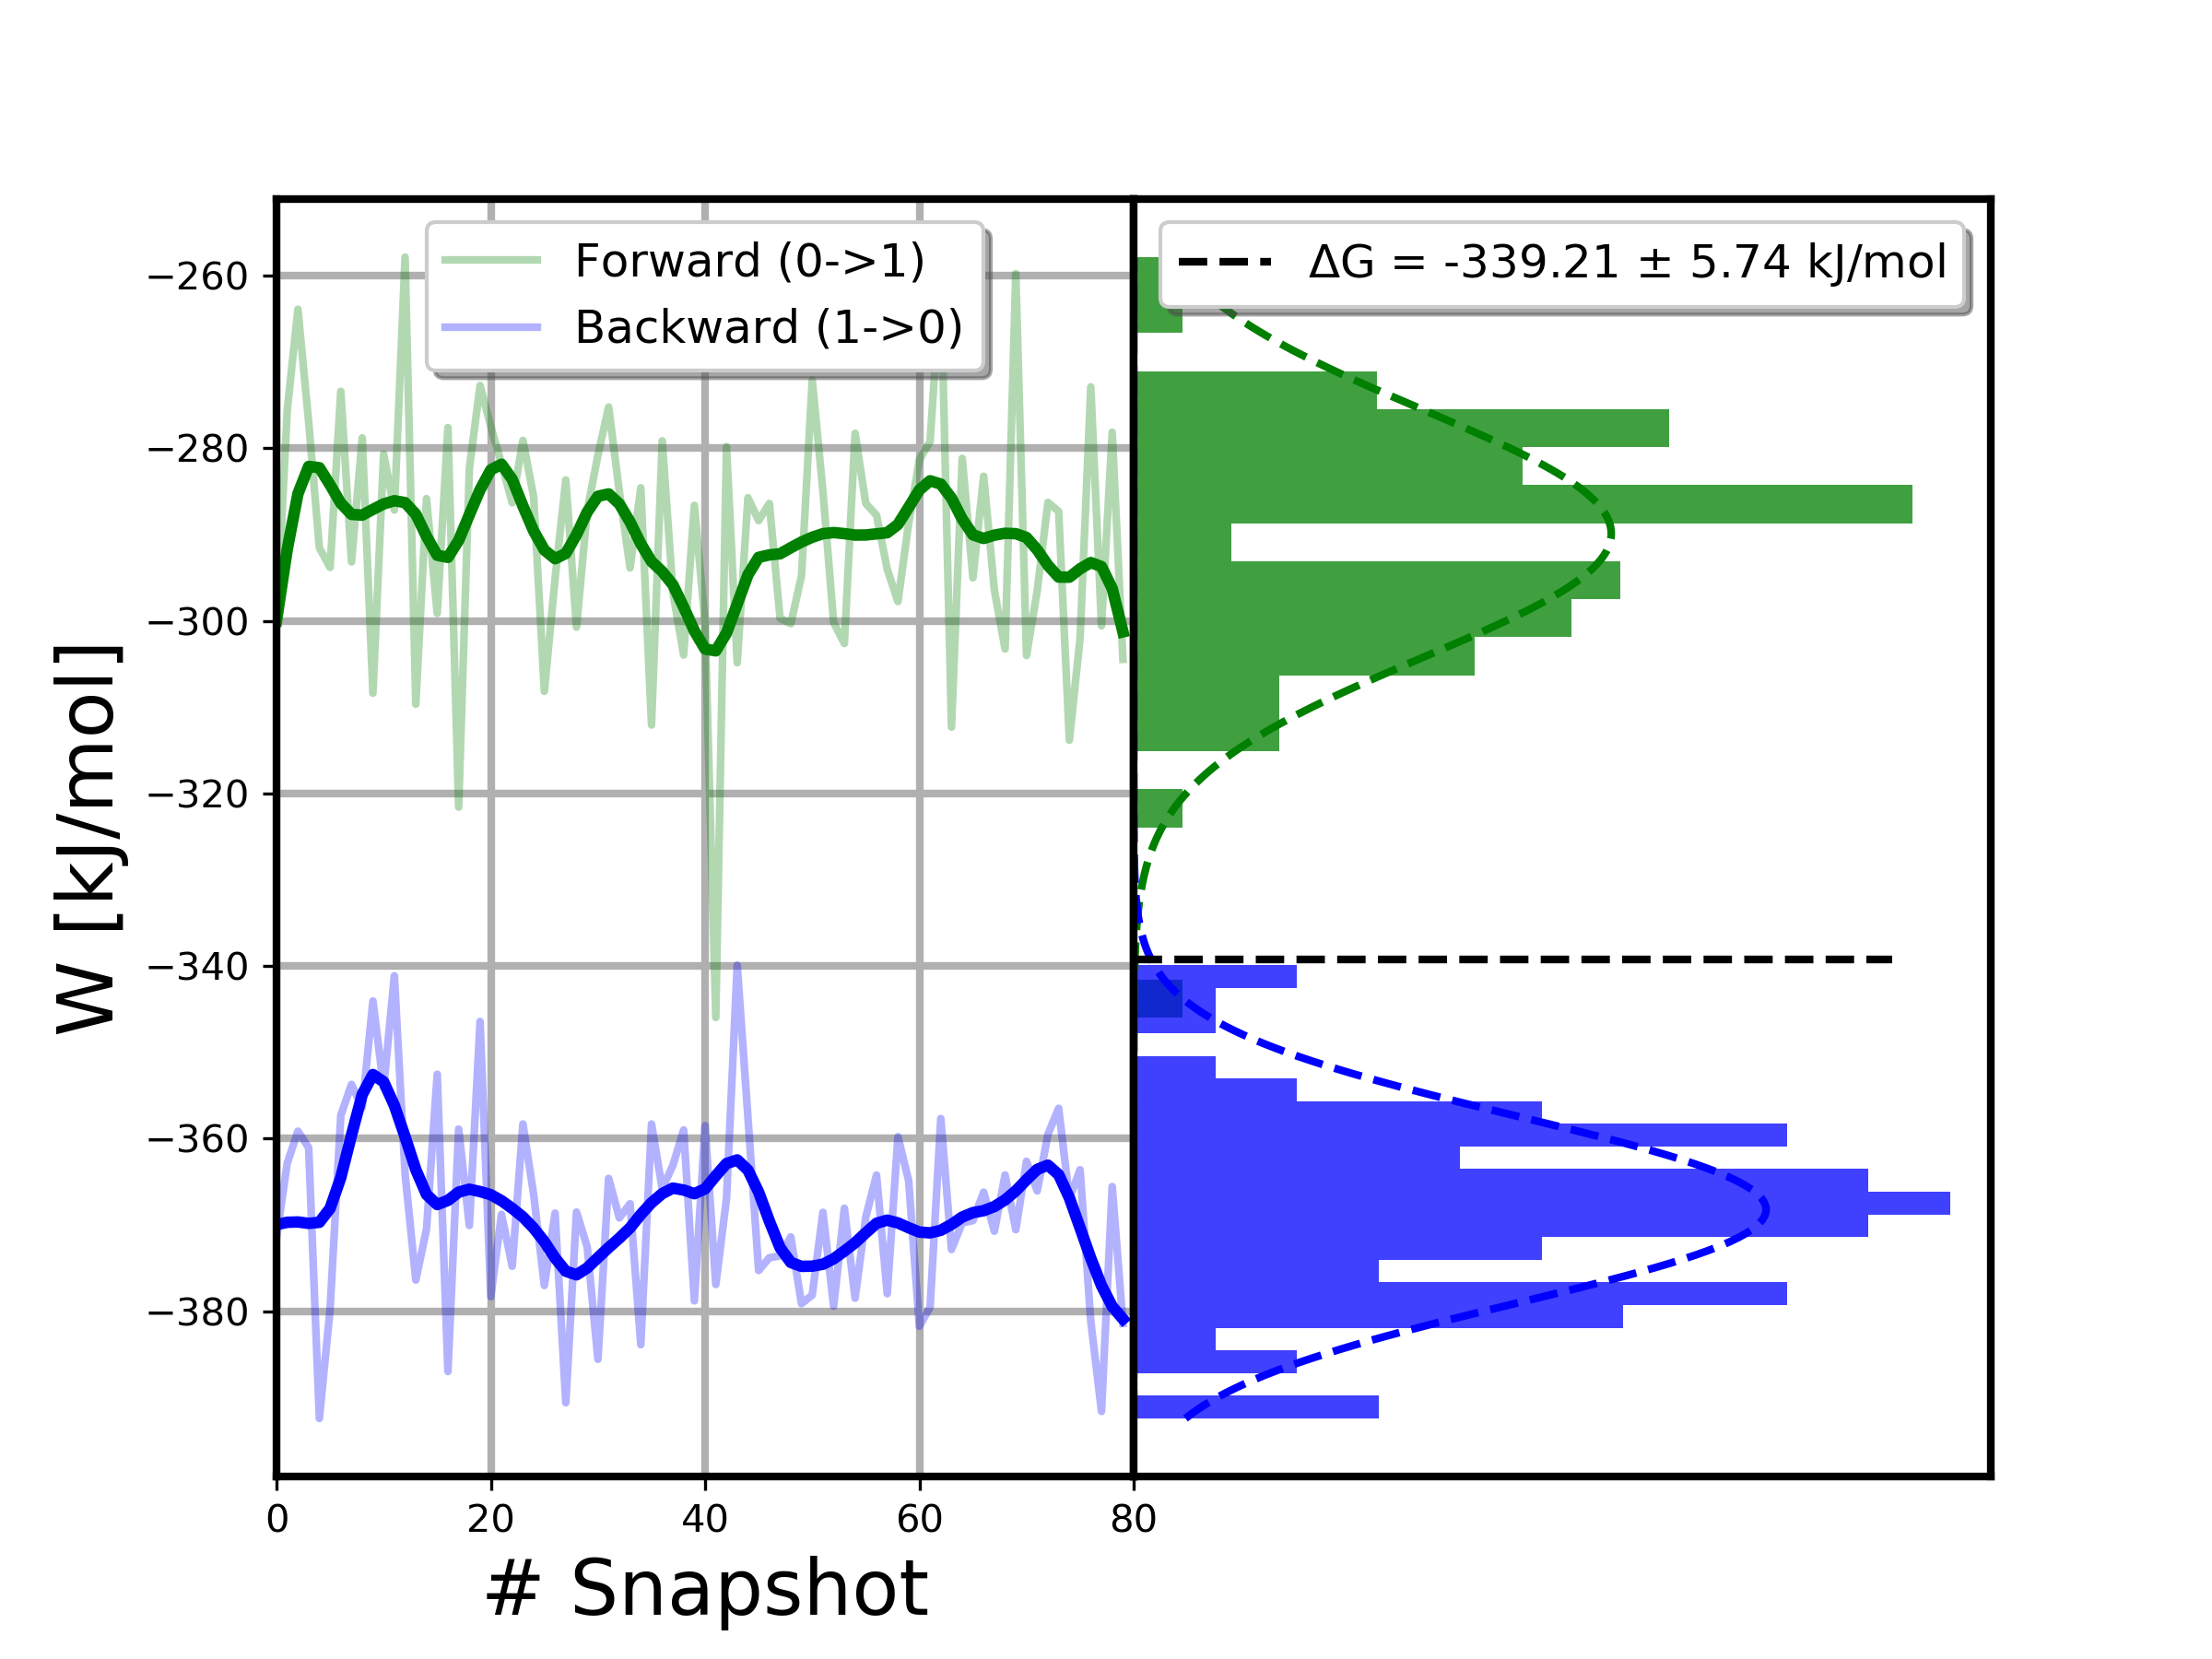 Forward (0->1)
Backward (1->0)
ΔG = -339.21 ± 5.74 kJ/mol
−260
−280
−300
−320
−340
−360
−380
W [kJ/mol]
0 20 40 60 80
# Snapshot